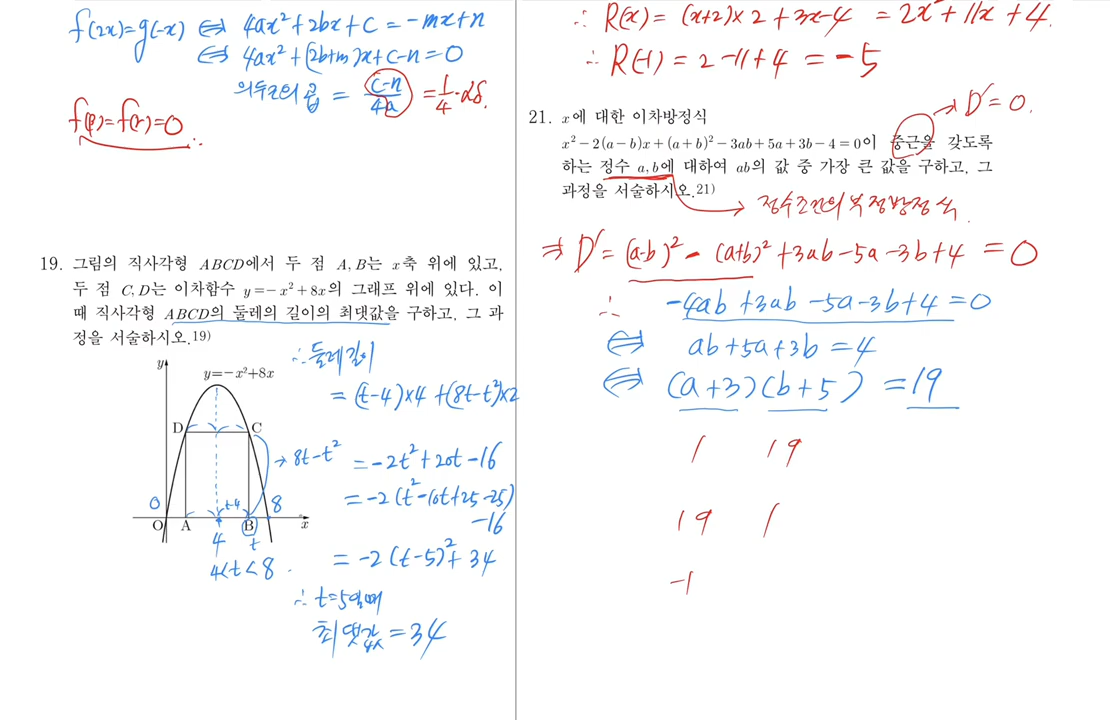 f(2x)=g(-x) ⇔ 4ax²+2bx+c=-mx+n
⇔ 4ax²+(2b+m)x+c-n=0
의 두근의 곱 = (c-n)/4a = 1/4·αδ.
f(β)=f(γ)=0
19. 그림의 직사각형 ABCD에서 두 점 A, B는 x축 위에 있고,
두 점 C, D는 이차함수 y=-x²+8x의 그래프 위에 있다. 이
때 직사각형 ABCD의 둘레의 길이의 최댓값을 구하고, 그 과
정을 서술하시오.19)
y
y=-x²+8x
D
C
0
t-4
8
O
A
B
x
4
t
4<t<8
→ 8t-t²
∴ 둘레길이
= (t-4)×4+(8t-t²)×2
= -2t²+20t-16
= -2(t²-10t+25-25)
-16
= -2(t-5)²+34
∴ t=5일때
최댓값=34
∴ R(x) = (x+2)×2+3x-4 = 2x²+11x+4.
∴ R(-1) = 2-11+4 = -5
21. x에 대한 이차방정식
x²-2(a-b)x+(a+b)²-3ab+5a+3b-4=0이 중근을 갖도록
하는 정수 a, b에 대하여 ab의 값 중 가장 큰 값을 구하고, 그
과정을 서술하시오.21)
→ D'=0.
→ 정수조건의 부정방정식.
⇒ D' = (a-b)²-(a+b)²+3ab-5a-3b+4 = 0
∴ -4ab+3ab-5a-3b+4=0
⇔ ab+5a+3b=4
⇔ (a+3)(b+5) = 19
1 19
19 1
-1